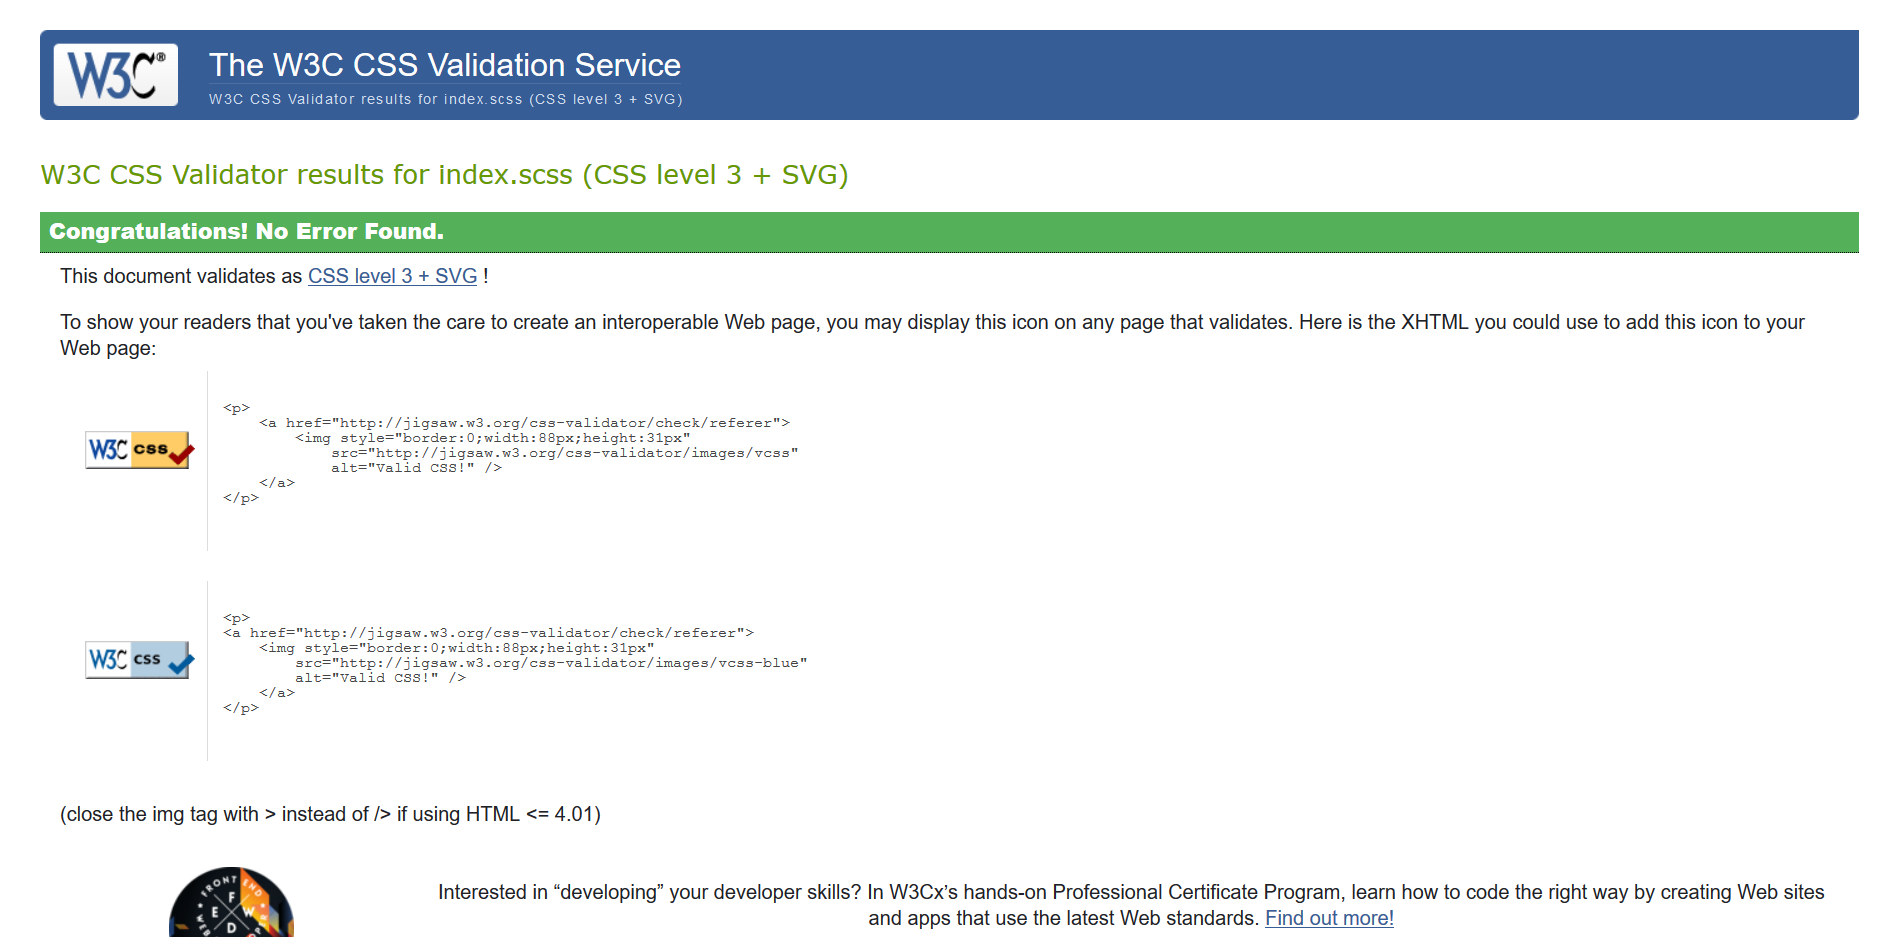 W3C®
The W3C CSS Validation Service
W3C CSS Validator results for index.scss (CSS level 3 + SVG)
W3C CSS Validator results for index.scss (CSS level 3 + SVG)
Congratulations! No Error Found.
This document validates as CSS level 3 + SVG !
To show your readers that you've taken the care to create an interoperable Web page, you may display this icon on any page that validates. Here is the XHTML you could use to add this icon to your
Web page:
W3C css
<p>
<a href="http://jigsaw.w3.org/css-validator/check/referer">
<img style="border:0;width:88px;height:31px"
src="http://jigsaw.w3.org/css-validator/images/vcss"
alt="Valid CSS!" />
</a>
</p>
W3C css
<p>
<a href="http://jigsaw.w3.org/css-validator/check/referer">
<img style="border:0;width:88px;height:31px"
src="http://jigsaw.w3.org/css-validator/images/vcss-blue"
alt="Valid CSS!" />
</a>
</p>
(close the img tag with > instead of /> if using HTML <= 4.01)
FRONT END
F
E W
D
WEB
Interested in “developing” your developer skills? In W3Cx’s hands-on Professional Certificate Program, learn how to code the right way by creating Web sites
and apps that use the latest Web standards. Find out more!